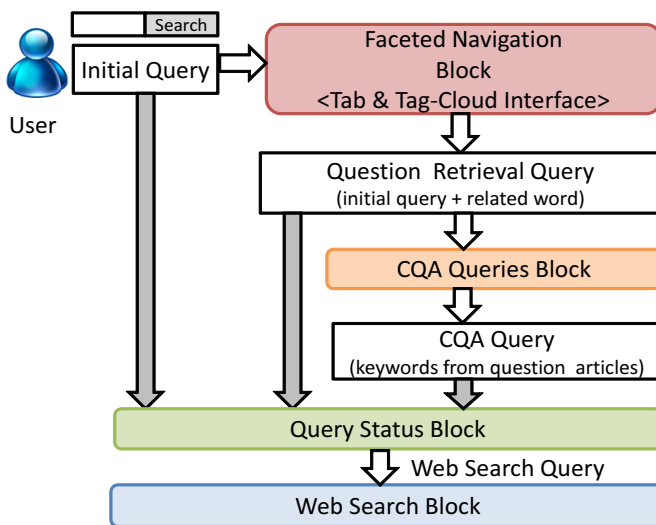 Search
Initial Query
User
Faceted Navigation
Block
<Tab & Tag-Cloud Interface>
Question Retrieval Query
(initial query + related word)
CQA Queries Block
CQA Query
(keywords from question articles)
Query Status Block
Web Search Query
Web Search Block